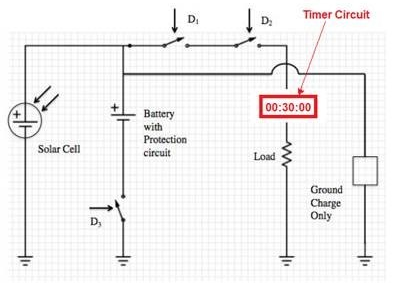 Timer Circuit
D₁
D₂
+
00:30:00
+
Battery
with
Protection
circuit
Solar Cell
Load
Ground
Charge
Only
D₃